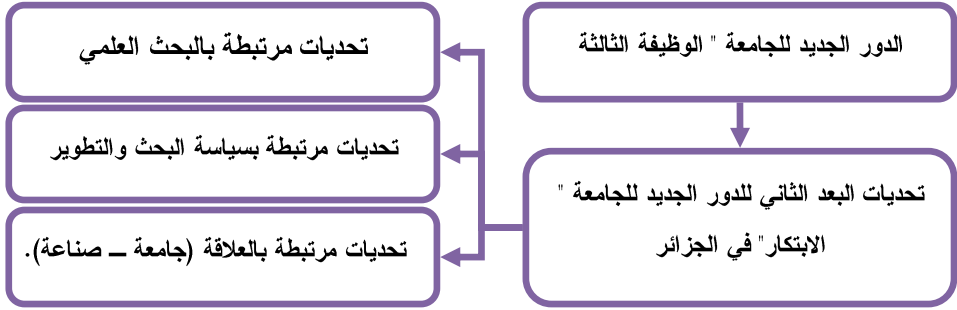 الدور الجديد للجامعة " الوظيفة الثالثة
تحديات البعد الثاني للدور الجديد للجامعة "
الابتكار" في الجزائر
تحديات مرتبطة بالبحث العلمي
تحديات مرتبطة بسياسة البحث والتطوير
تحديات مرتبطة بالعلاقة (جامعة – صناعة).